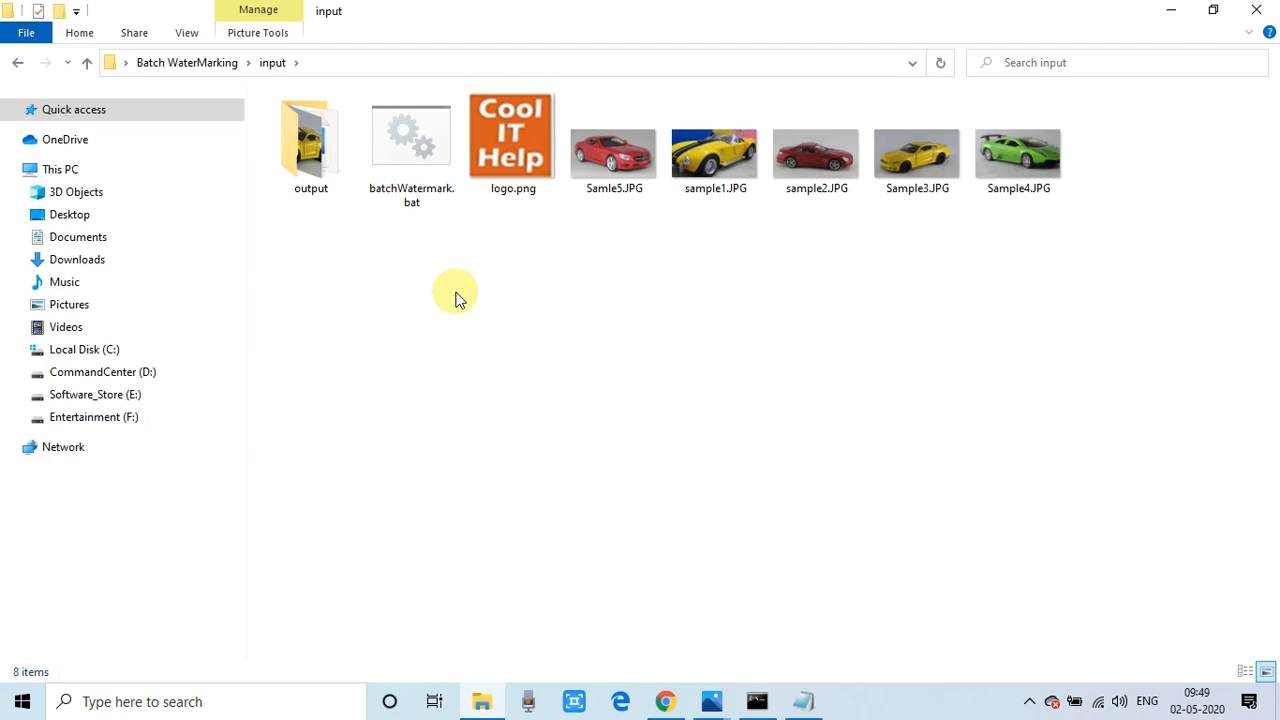 Manage
input
File
Home
Share
View
Picture Tools
Batch WaterMarking
input
Search input
Quick access
OneDrive
This PC
3D Objects
Desktop
Documents
Downloads
Music
Pictures
Videos
Local Disk (C:)
CommandCenter (D:)
Software_Store (E:)
Entertainment (F:)
Network
Cool
IT
Help
output
batchWatermark.
bat
logo.png
Samle5.JPG
sample1.JPG
sample2.JPG
Sample3.JPG
Sample4.JPG
8 items
Type here to search
ENG
09:49
02-05-2020